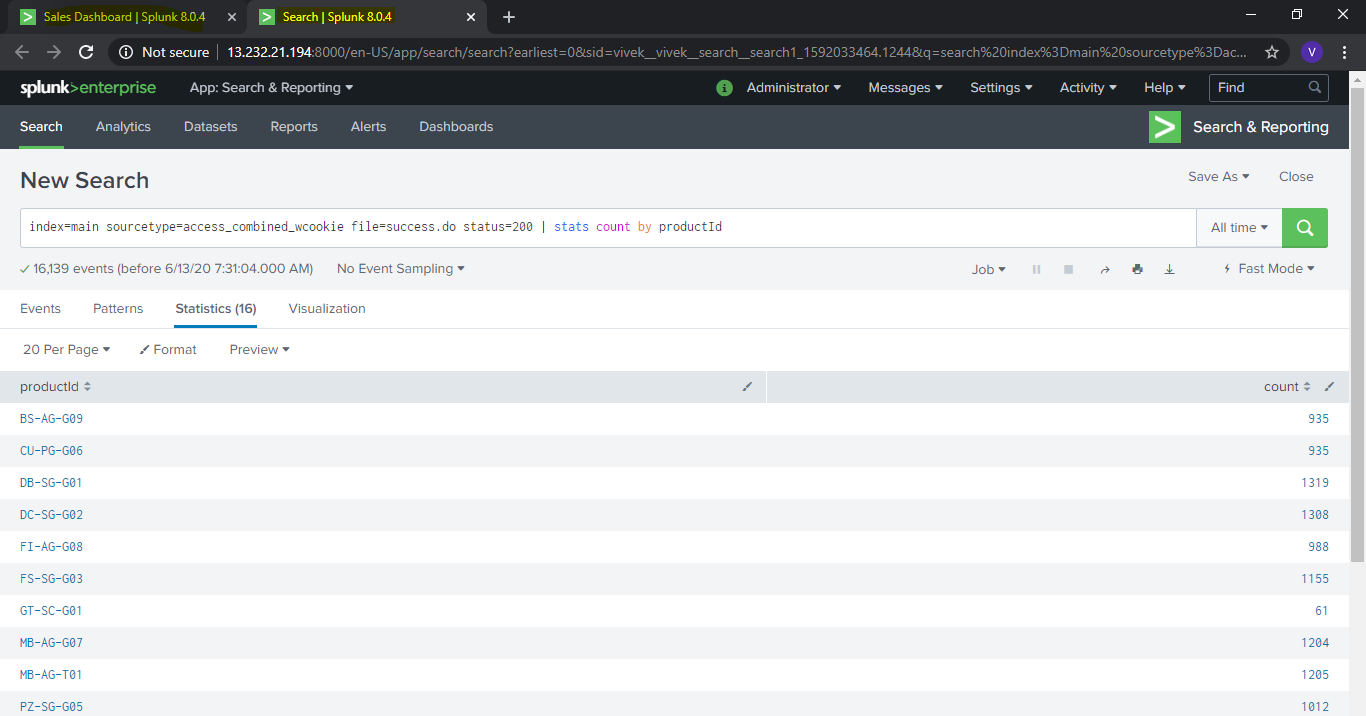 Sales Dashboard | Splunk 8.0.4 Search | Splunk 8.0.4
Not secure 13.232.21.194:8000/en-US/app/search/search?earliest=0&sid=vivek__vivek__search__search1_1592033464.1244&q=search%20index%3Dmain%20sourcetype%3Dac... V
splunk>enterprise App: Search & Reporting i Administrator Messages Settings Activity Help Find
Search Analytics Datasets Reports Alerts Dashboards > Search & Reporting
New Search Save As Close
index=main sourcetype=access_combined_wcookie file=success.do status=200 | stats count by productId All time
16,139 events (before 6/13/20 7:31:04.000 AM) No Event Sampling Job Fast Mode
Events Patterns Statistics (16) Visualization
20 Per Page Format Preview
productId count
BS-AG-G09 935
CU-PG-G06 935
DB-SG-G01 1319
DC-SG-G02 1308
FI-AG-G08 988
FS-SG-G03 1155
GT-SC-G01 61
MB-AG-G07 1204
MB-AG-T01 1205
PZ-SG-G05 1012